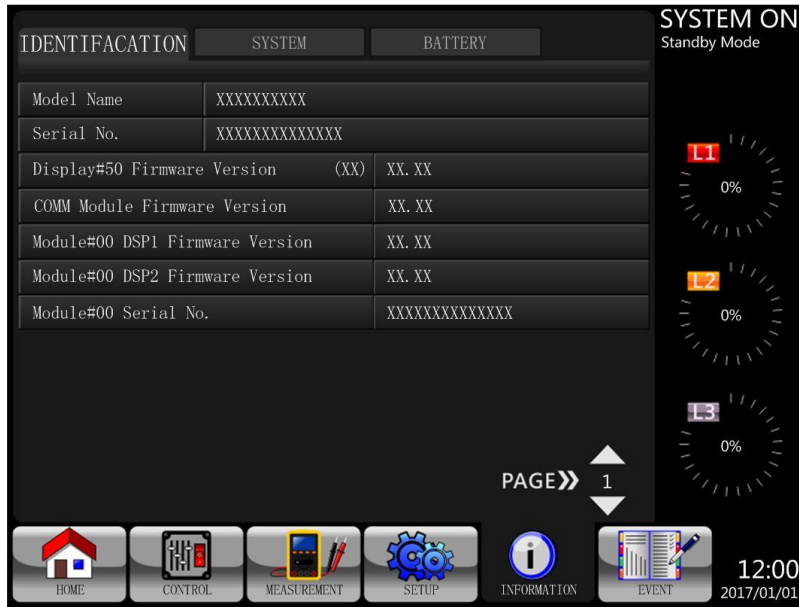 IDENTIFACATION SYSTEM BATTERY
SYSTEM ON
Standby Mode
Model Name XXXXXXXXXX
Serial No. XXXXXXXXXXXXXX
Display#50 Firmware Version (XX) XX.XX
COMM Module Firmware Version XX.XX
Module#00 DSP1 Firmware Version XX.XX
Module#00 DSP2 Firmware Version XX.XX
Module#00 Serial No. XXXXXXXXXXXXXX
L1
0%
L2
0%
L3
0%
PAGE 1
HOME CONTROL MEASUREMENT SETUP INFORMATION EVENT
12:00
2017/01/01